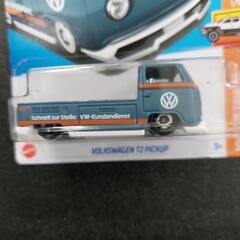 Schnell zur Stelle: VW-Kundendienst
VOLKSWAGEN T2 PICKUP